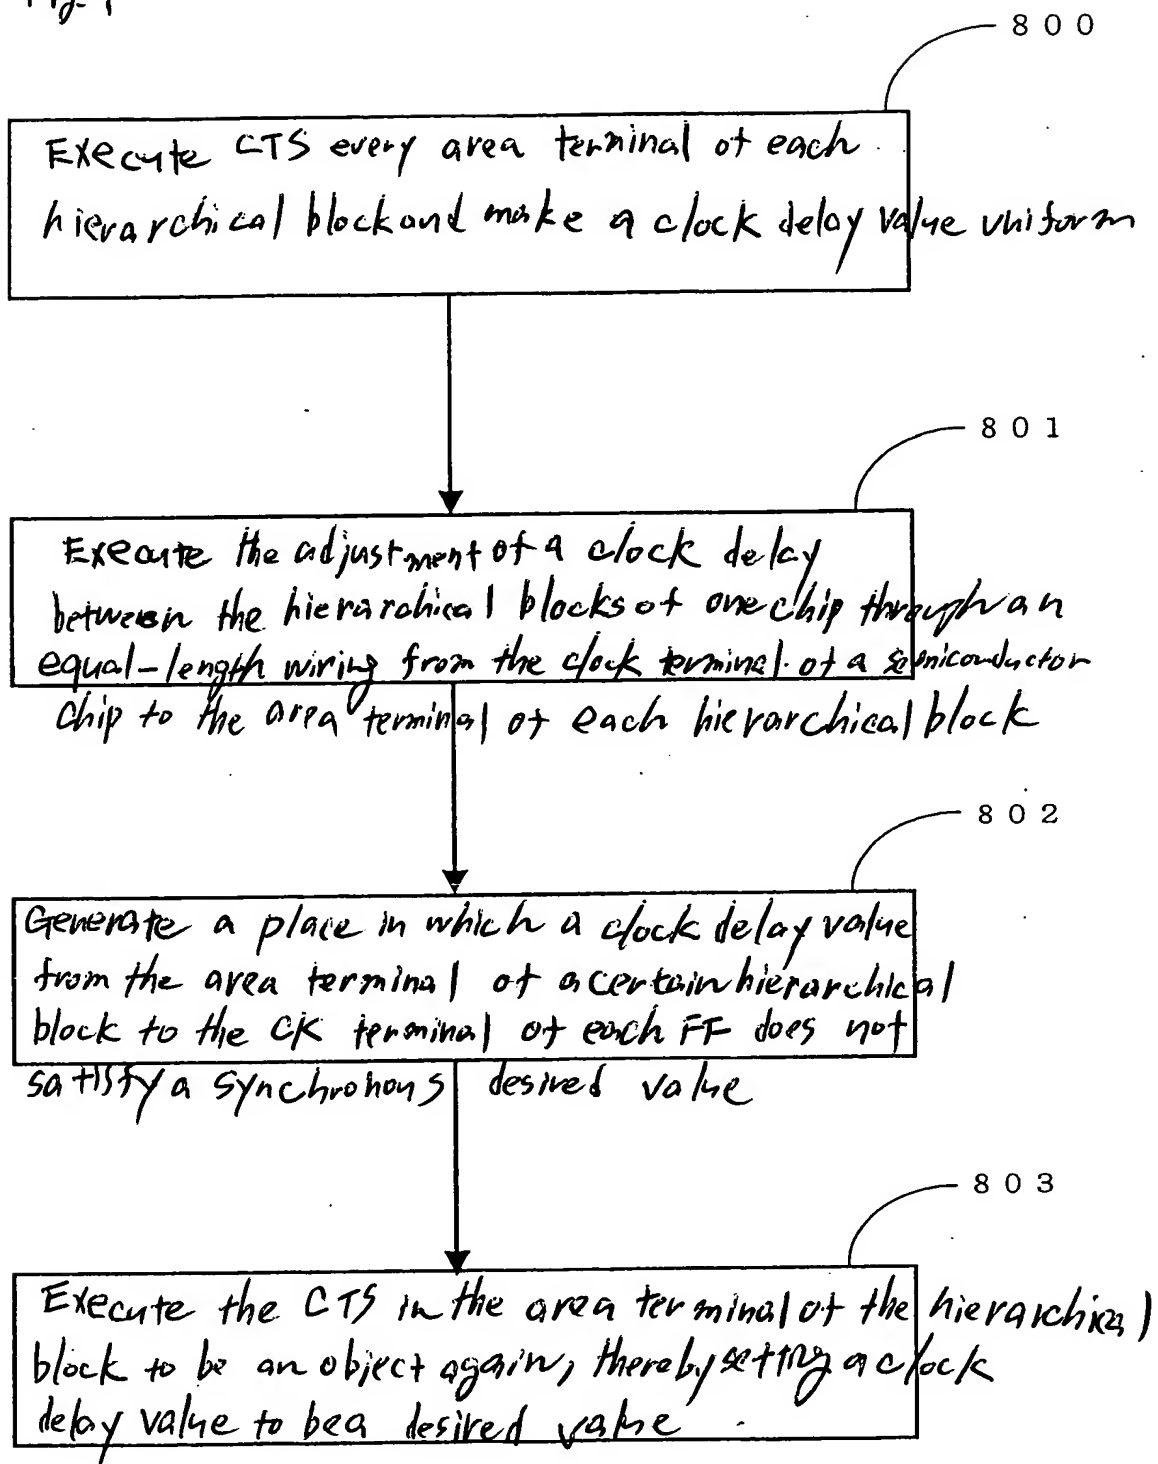 Fig.
800
Execute CTS every area terminal of each
hierarchical block and make a clock delay value uniform
801
Execute the adjustment of a clock delay
between the hierarchical blocks of one chip through an
equal-length wiring from the clock terminal of a semiconductor
chip to the area terminal of each hierarchical block
802
Generate a place in which a clock delay value
from the area terminal of a certain hierarchical
block to the CK terminal of each FF does not
satisfy a synchronous desired value
803
Execute the CTS in the area terminal of the hierarchical
block to be an object again, thereby setting a clock
delay value to be a desired value